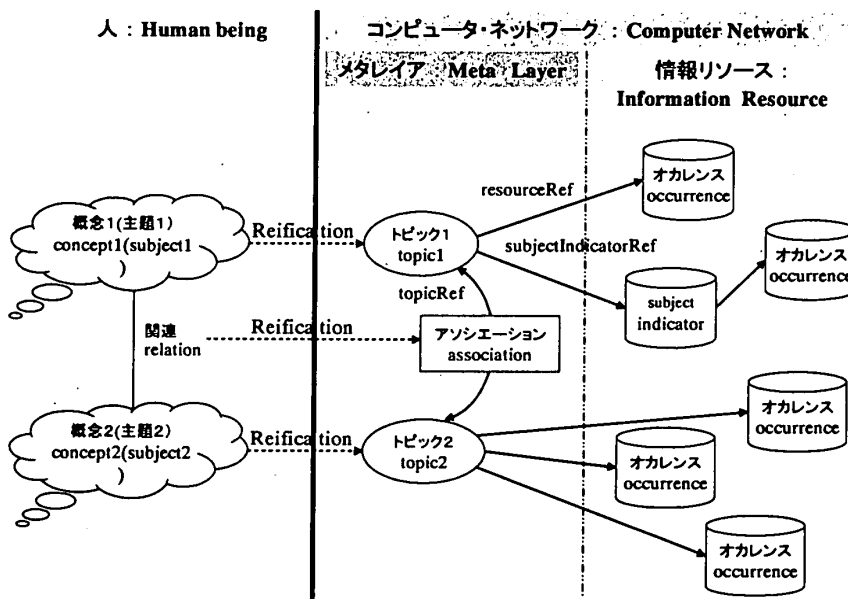 人 : Human being
コンピュータ・ネットワーク : Computer Network
メタレイア Meta Layer
情報リソース :
Information Resource
オカレンス
occurrence
resourceRef
概念1(主題1)
concept1(subject1
)
Reification
トピック1
topic1
subjectIndicatorRef
オカレンス
occurrence
topicRef
subject
indicator
関連
relation
Reification
アソシエーション
association
オカレンス
occurrence
概念2(主題2)
concept2(subject2
)
Reification
トピック2
topic2
オカレンス
occurrence
オカレンス
occurrence